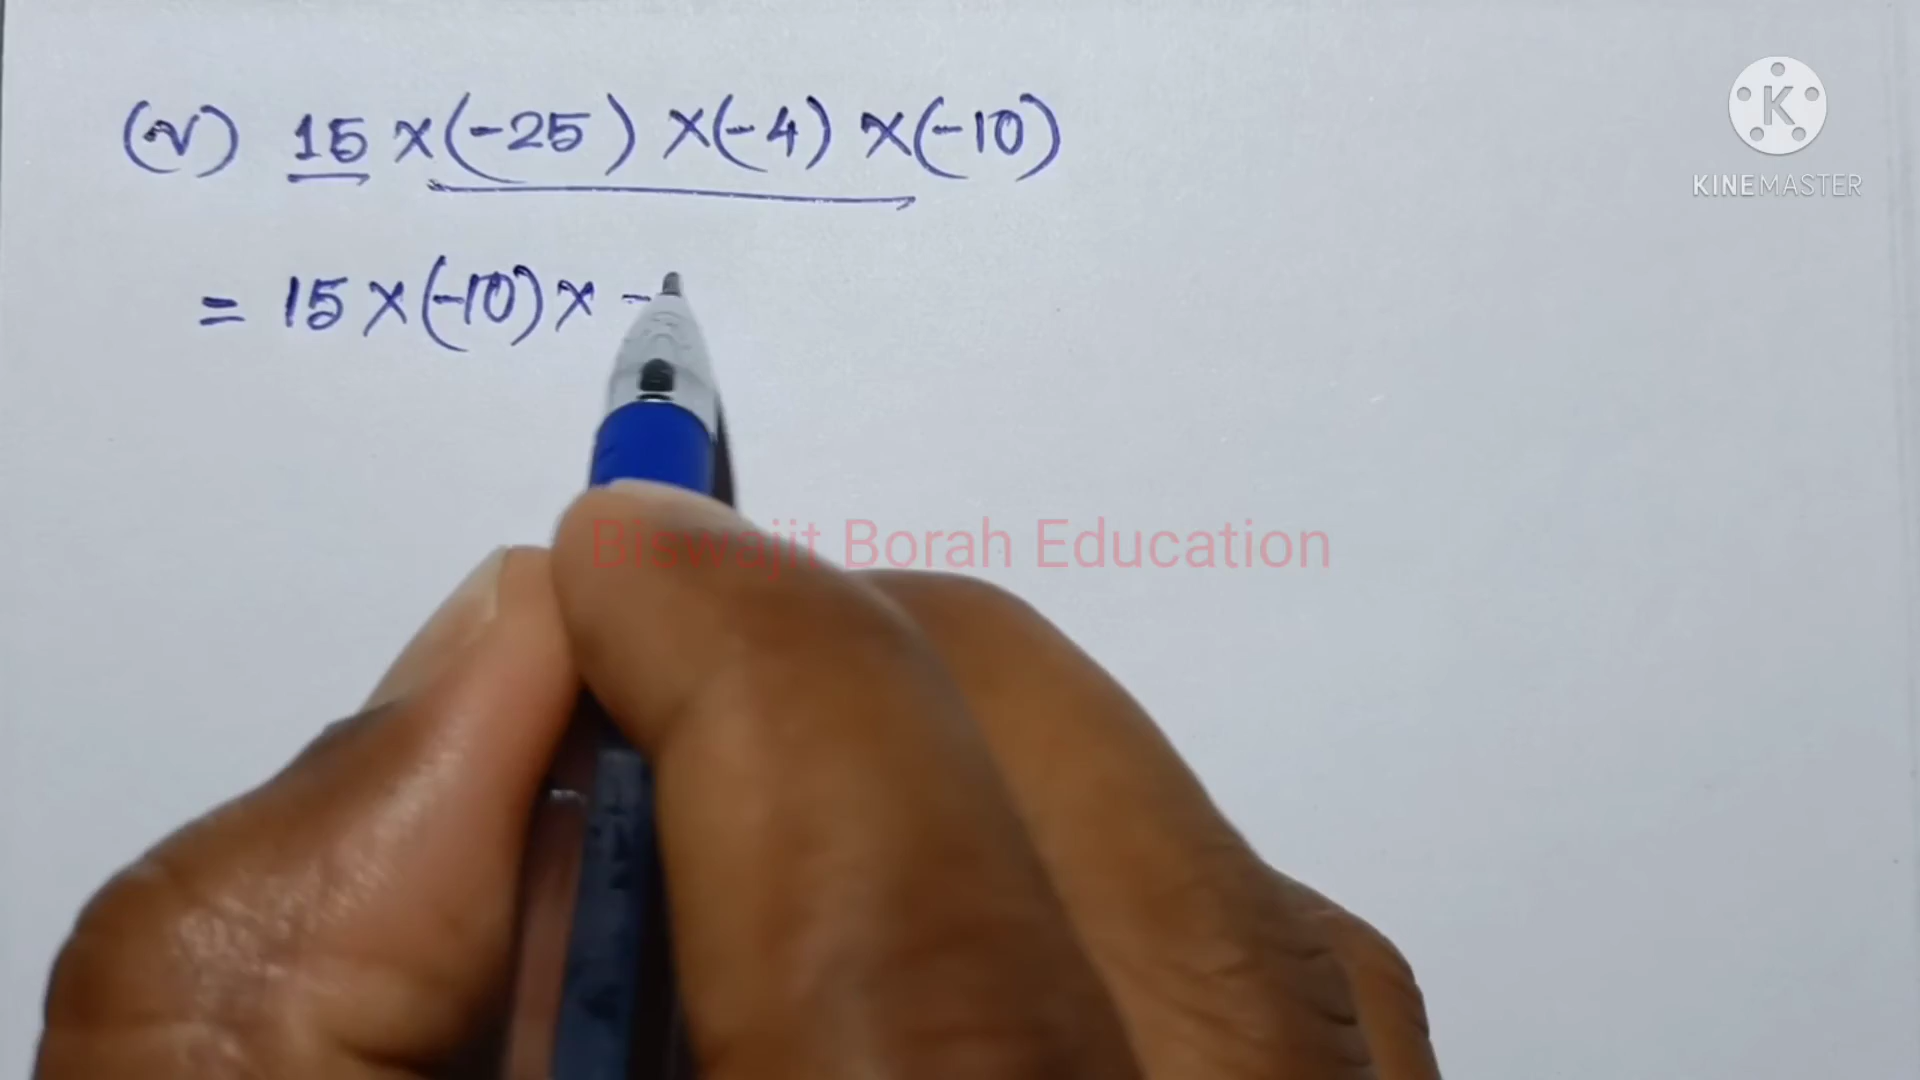 (v) 15 × (-25) × (-4) × (-10)
K
KINEMASTER
= 15 × (-10) × -
Biswajit Borah Education